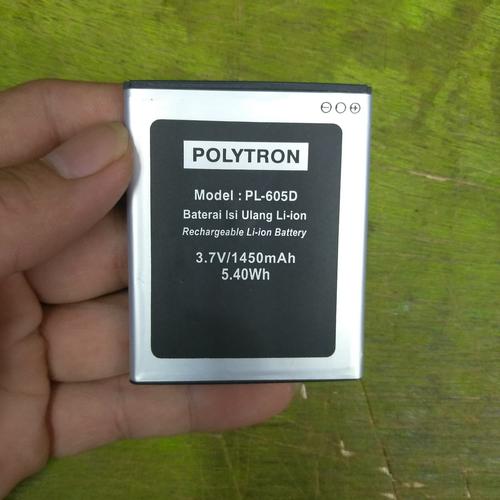 POLYTRON
Model : PL-605D
Baterai Isi Ulang Li-ion
Rechargeable Li-ion Battery
3.7V/1450mAh
5.40Wh